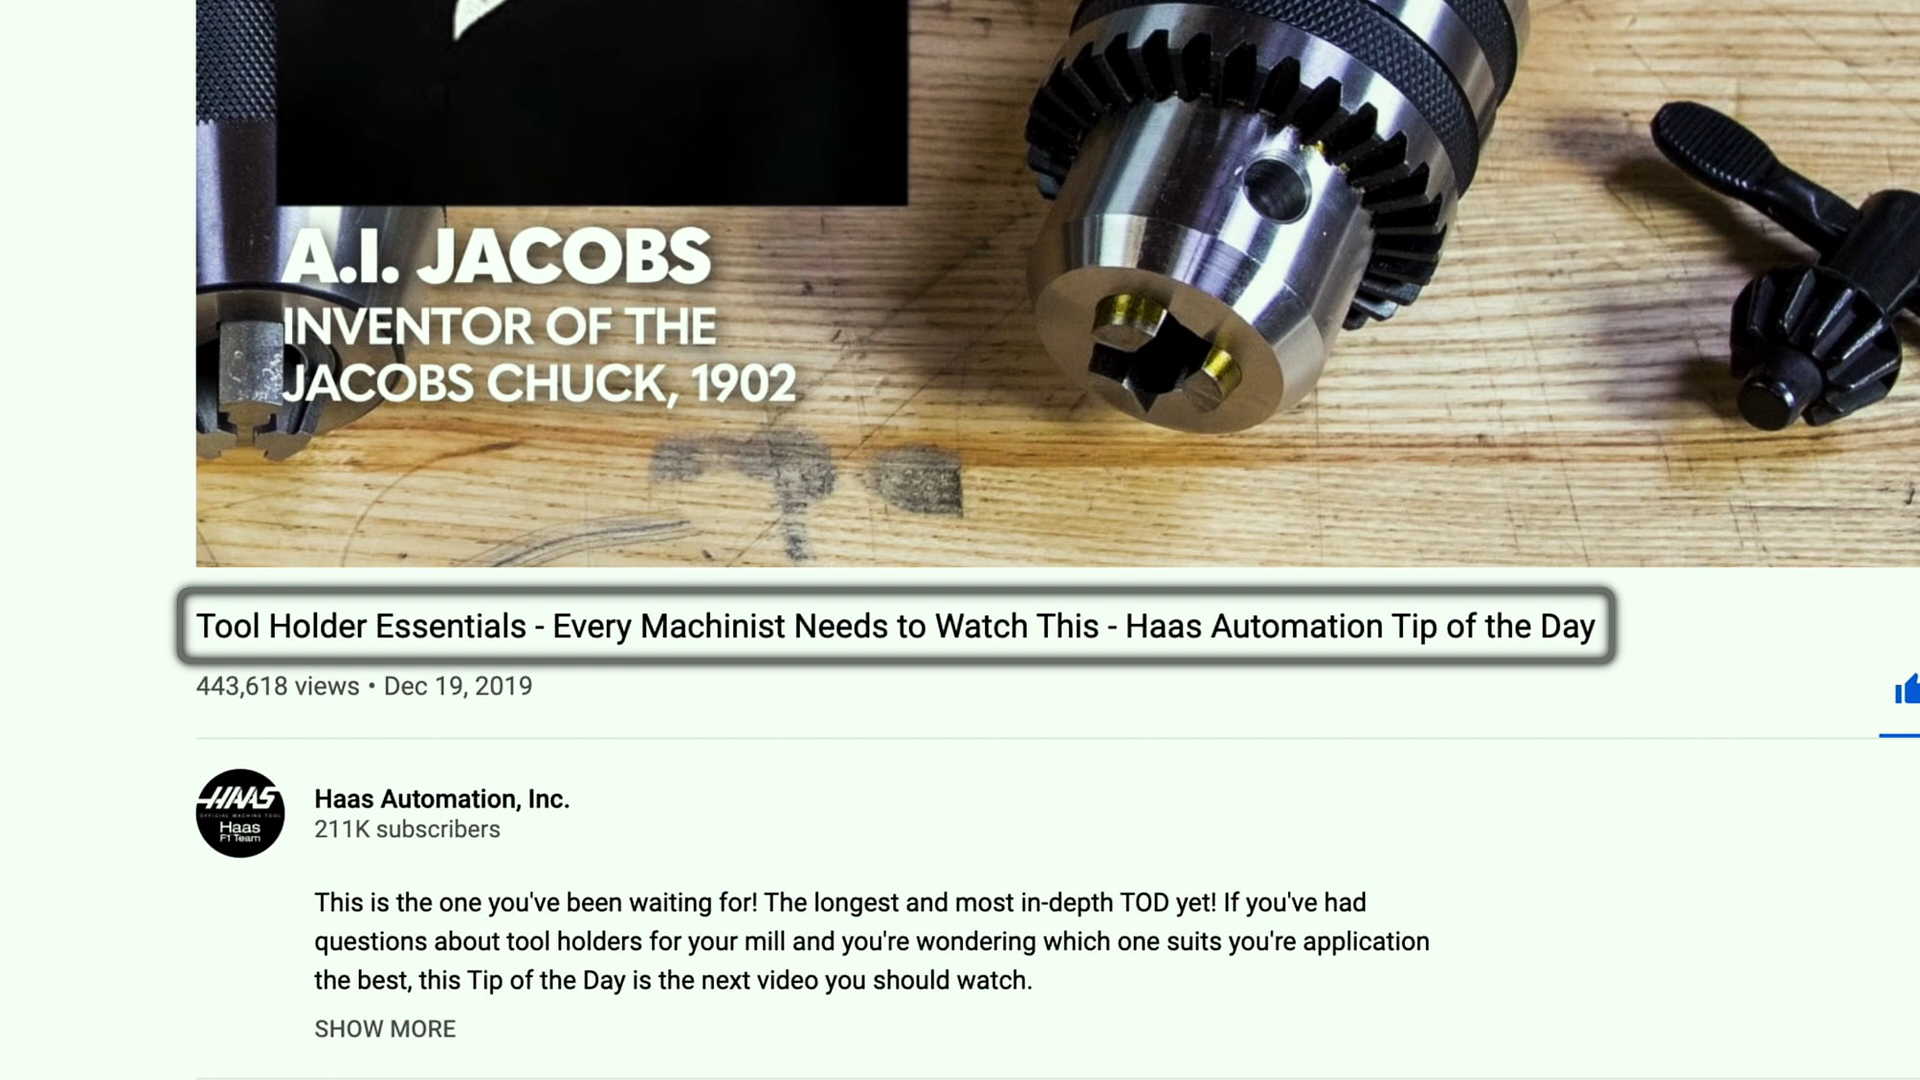 A.I. JACOBS
INVENTOR OF THE
JACOBS CHUCK, 1902
Tool Holder Essentials - Every Machinist Needs to Watch This - Haas Automation Tip of the Day
443,618 views • Dec 19, 2019
HAAS
OFFICIAL MACHINE TOOL
Haas
F1 Team
Haas Automation, Inc.
211K subscribers
This is the one you've been waiting for! The longest and most in-depth TOD yet! If you've had
questions about tool holders for your mill and you're wondering which one suits you're application
the best, this Tip of the Day is the next video you should watch.
SHOW MORE